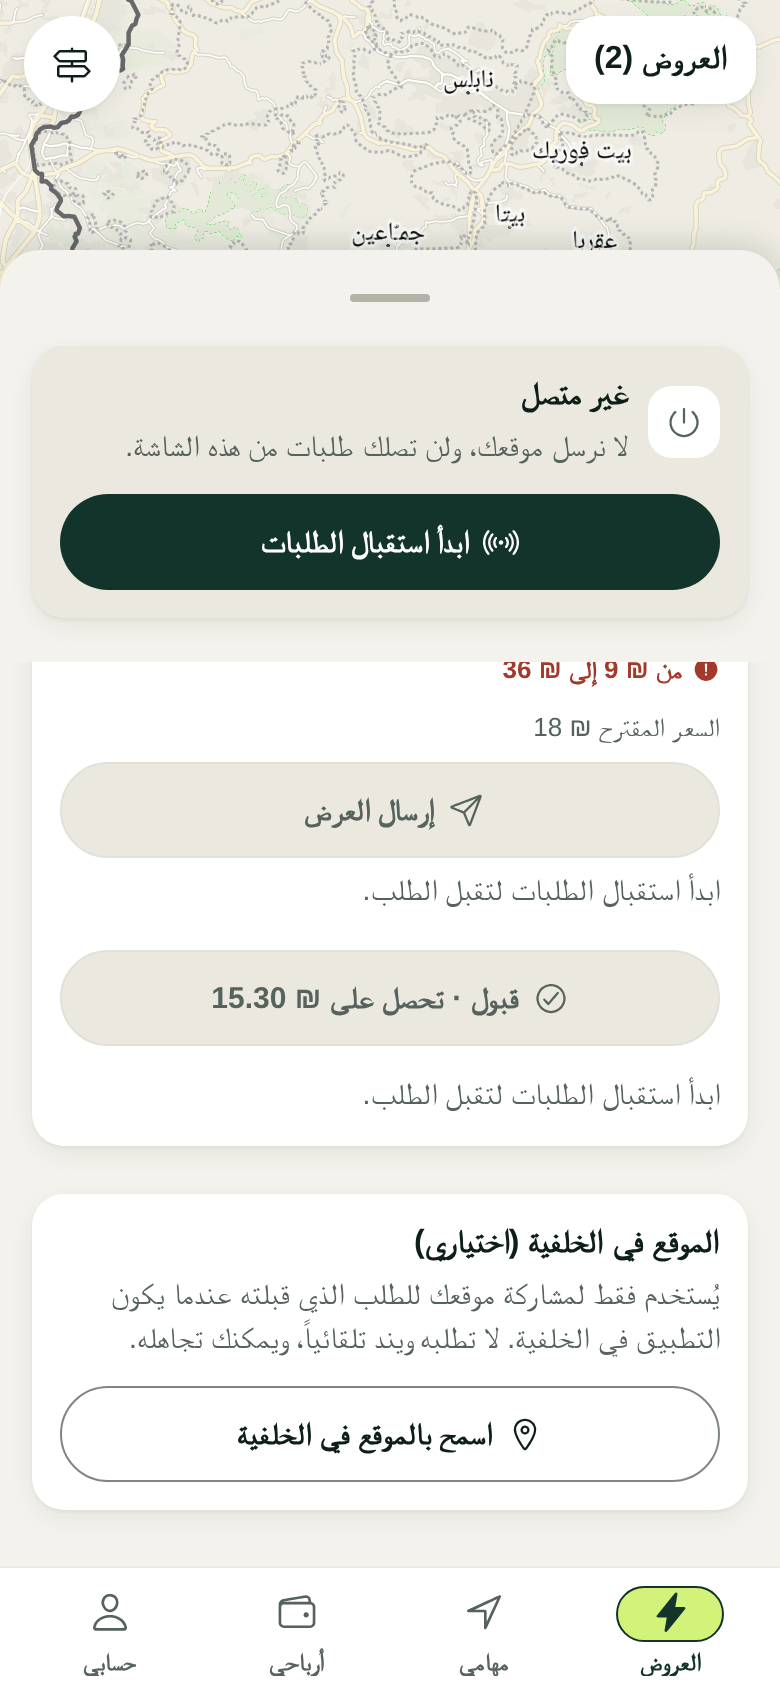 العروض (2)
نابلس
بيت فوريك
بيتا
جمّاعين
عقربا
غير متصل
لا نرسل موقعك، ولن تصلك طلبات من هذه الشاشة.
ابدأ استقبال الطلبات
من 9 ₪ إلى 36 ₪
السعر المقترح 18 ₪
إرسال العرض
ابدأ استقبال الطلبات لتقبل الطلب.
قبول · تحصل على 15.30 ₪
ابدأ استقبال الطلبات لتقبل الطلب.
الموقع في الخلفية (اختياري)
يُستخدم فقط لمشاركة موقعك للطلب الذي قبلته عندما يكون
التطبيق في الخلفية. لا تطلبه ويند تلقائياً، ويمكنك تجاهله.
اسمح بالموقع في الخلفية
العروض
مهامي
أرباحي
حسابي